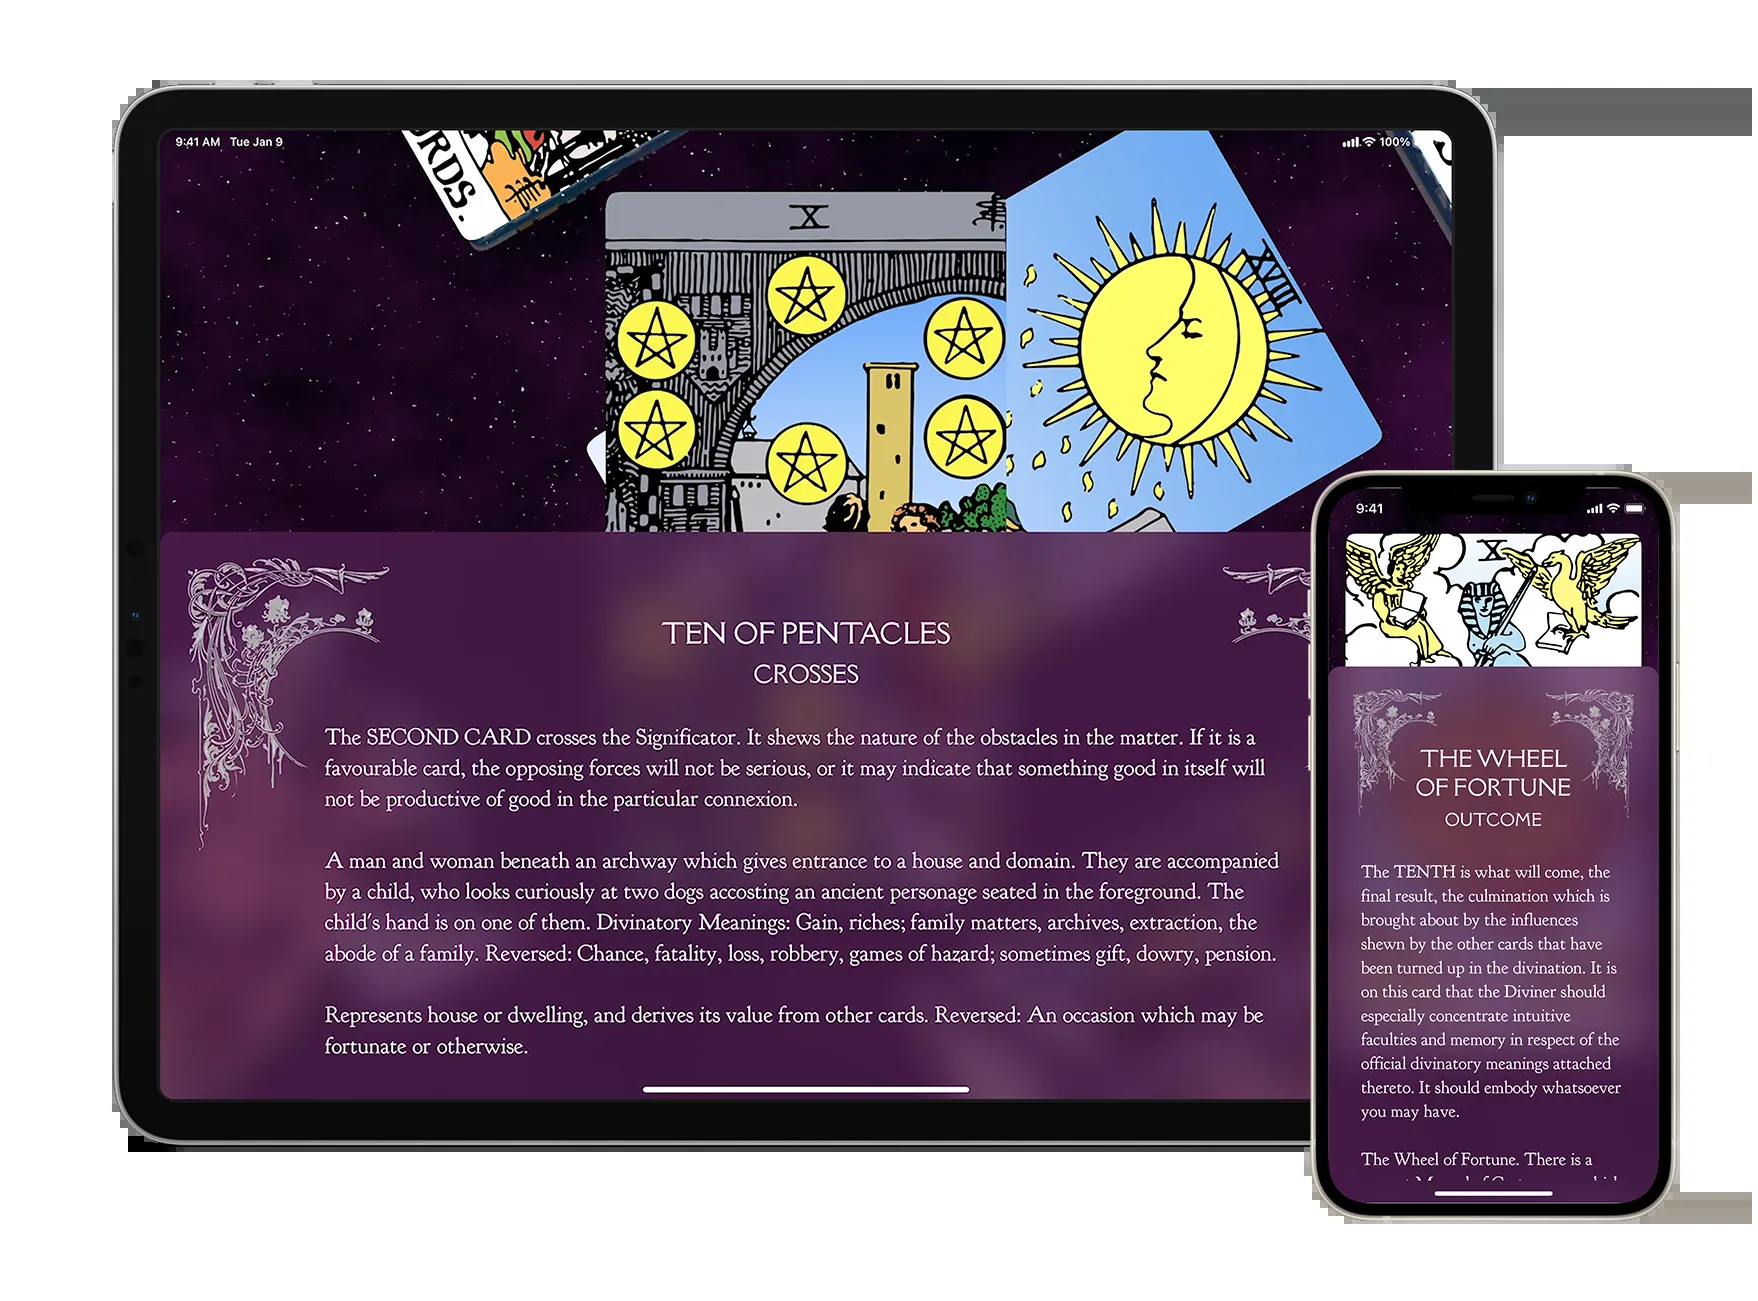 9:41 AM Tue Jan 9
100%
RDS.
X
XVIII
TEN OF PENTACLES
CROSSES
The SECOND CARD crosses the Significator. It shews the nature of the obstacles in the matter. If it is a
favourable card, the opposing forces will not be serious, or it may indicate that something good in itself will
not be productive of good in the particular connexion.
A man and woman beneath an archway which gives entrance to a house and domain. They are accompanied
by a child, who looks curiously at two dogs accosting an ancient personage seated in the foreground. The
child's hand is on one of them. Divinatory Meanings: Gain, riches; family matters, archives, extraction, the
abode of a family. Reversed: Chance, fatality, loss, robbery, games of hazard; sometimes gift, dowry, pension.
Represents house or dwelling, and derives its value from other cards. Reversed: An occasion which may be
fortunate or otherwise.
9:41
X
THE WHEEL
OF FORTUNE
OUTCOME
The TENTH is what will come, the
final result, the culmination which is
brought about by the influences
shewn by the other cards that have
been turned up in the divination. It is
on this card that the Diviner should
especially concentrate intuitive
faculties and memory in respect of the
official divinatory meanings attached
thereto. It should embody whatsoever
you may have.
The Wheel of Fortune. There is a